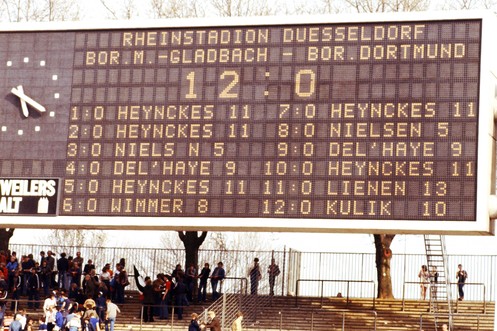 RHEINSTADION DUESSELDORF
BOR.M.-GLADBACH - BOR.DORTMUND
12 : 0
1:0 HEYNCKES 11 7:0 HEYNCKES 11
2:0 HEYNCKES 11 8:0 NIELSEN 5
3:0 NIELS N 5 9:0 DEL'HAYE 9
4:0 DEL'HAYE 9 10:0 HEYNCKES 11
5:0 HEYNCKES 11 11:0 LIENEN 13
6:0 WIMMER 8 12:0 KULIK 10
WEILERS
ALT